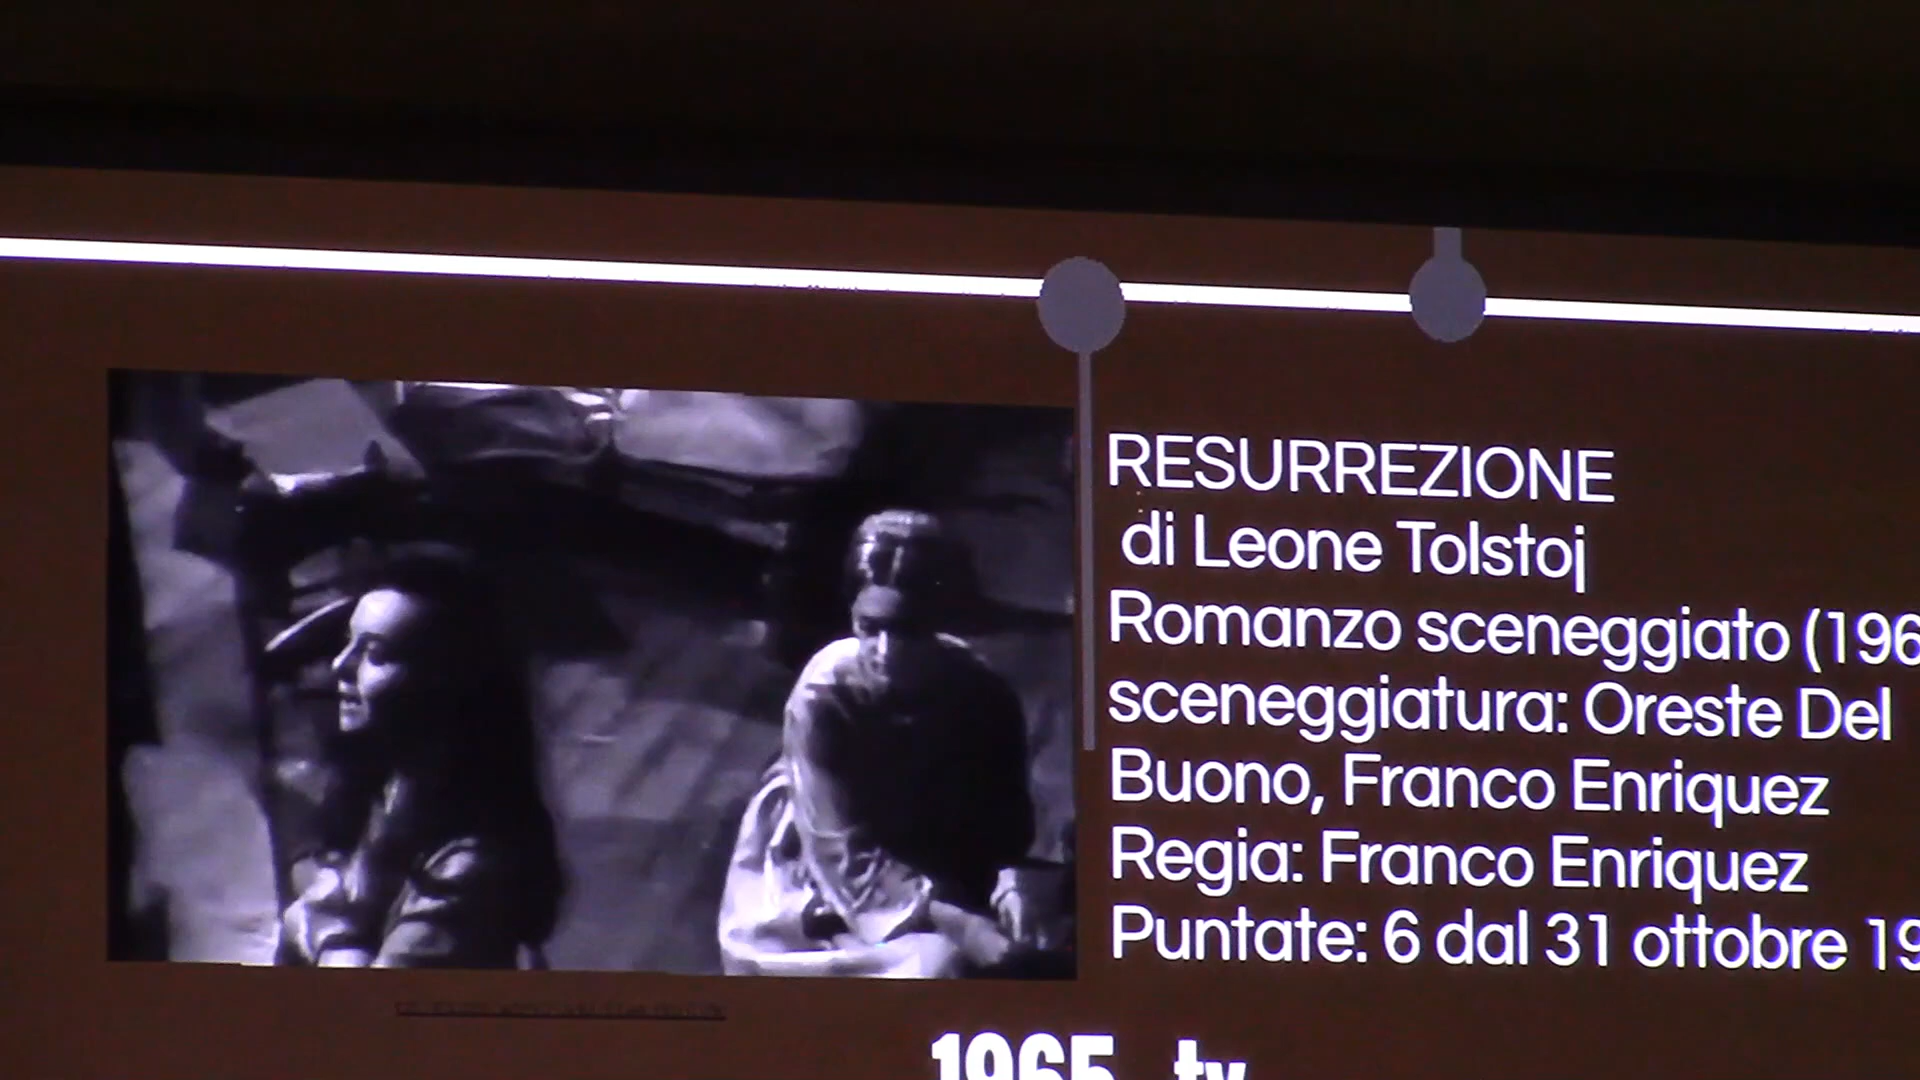 RESURREZIONE
di Leone Tolstoj
Romanzo sceneggiato (196
sceneggiatura: Oreste Del
Buono, Franco Enriquez
Regia: Franco Enriquez
Puntate: 6 dal 31 ottobre 19
1965 tv